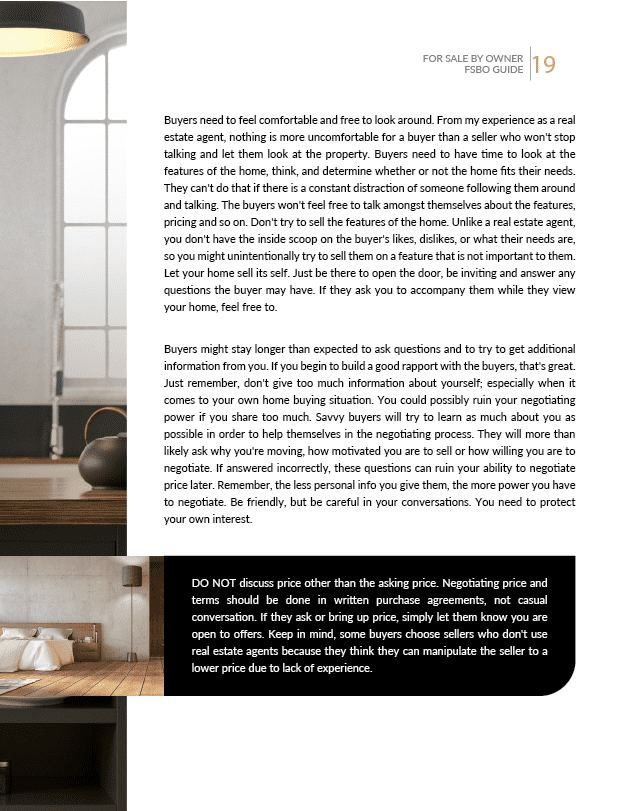 FOR SALE BY OWNER
FSBO GUIDE
19
Buyers need to feel comfortable and free to look around. From my experience as a real
estate agent, nothing is more uncomfortable for a buyer than a seller who won't stop
talking and let them look at the property. Buyers need to have time to look at the
features of the home, think, and determine whether or not the home fits their needs.
They can't do that if there is a constant distraction of someone following them around
and talking. The buyers won't feel free to talk amongst themselves about the features,
pricing and so on. Don't try to sell the features of the home. Unlike a real estate agent,
you don't have the inside scoop on the buyer's likes, dislikes, or what their needs are,
so you might unintentionally try to sell them on a feature that is not important to them.
Let your home sell its self. Just be there to open the door, be inviting and answer any
questions the buyer may have. If they ask you to accompany them while they view
your home, feel free to.
Buyers might stay longer than expected to ask questions and to try to get additional
information from you. If you begin to build a good rapport with the buyers, that's great.
Just remember, don't give too much information about yourself; especially when it
comes to your own home buying situation. You could possibly ruin your negotiating
power if you share too much. Savvy buyers will try to learn as much about you as
possible in order to help themselves in the negotiating process. They will more than
likely ask why you're moving, how motivated you are to sell or how willing you are to
negotiate. If answered incorrectly, these questions can ruin your ability to negotiate
price later. Remember, the less personal info you give them, the more power you have
to negotiate. Be friendly, but be careful in your conversations. You need to protect
your own interest.
DO NOT discuss price other than the asking price. Negotiating price and
terms should be done in written purchase agreements, not casual
conversation. If they ask or bring up price, simply let them know you are
open to offers. Keep in mind, some buyers choose sellers who don't use
real estate agents because they think they can manipulate the seller to a
lower price due to lack of experience.